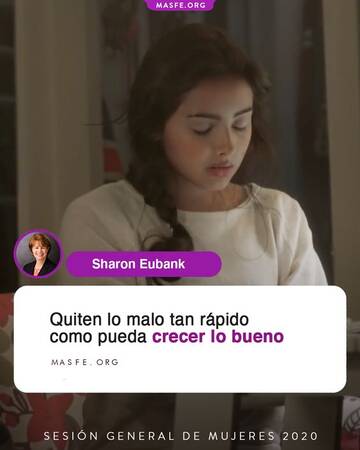 MASFE.ORG
Sharon Eubank
Quiten lo malo tan rápido
como pueda crecer lo bueno
MASFE.ORG
SESIÓN GENERAL DE MUJERES 2020